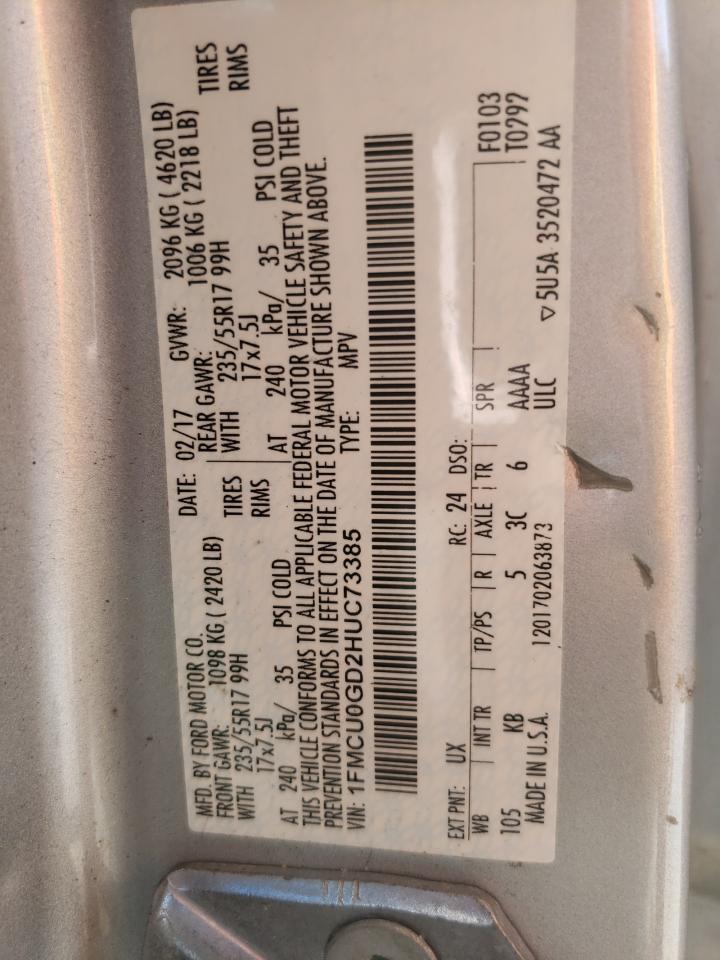 MFD. BY FORD MOTOR CO. DATE: 02/17 GVWR: 2096 KG ( 4620 LB)
FRONT GAWR: 1098 KG ( 2420 LB) REAR GAWR: 1006 KG ( 2218 LB)
WITH 235/55R17 99H TIRES WITH 235/55R17 99H TIRES
17x7.5J RIMS 17x7.5J RIMS
AT 240 kPa/ 35 PSI COLD AT 240 kPa/ 35 PSI COLD
THIS VEHICLE CONFORMS TO ALL APPLICABLE FEDERAL MOTOR VEHICLE SAFETY AND THEFT
PREVENTION STANDARDS IN EFFECT ON THE DATE OF MANUFACTURE SHOWN ABOVE.
VIN: 1FMCU0GD2HUC73385 TYPE: MPV
EXT PNT: UX RC: 24 DSO:
WB INT TR TP/PS R AXLE TR SPR F0103
T0797
105 KB 5 3C 6 AAAA
ULC
MADE IN U.S.A. 1201702063873 ▽ 5U5A 3520472 AA